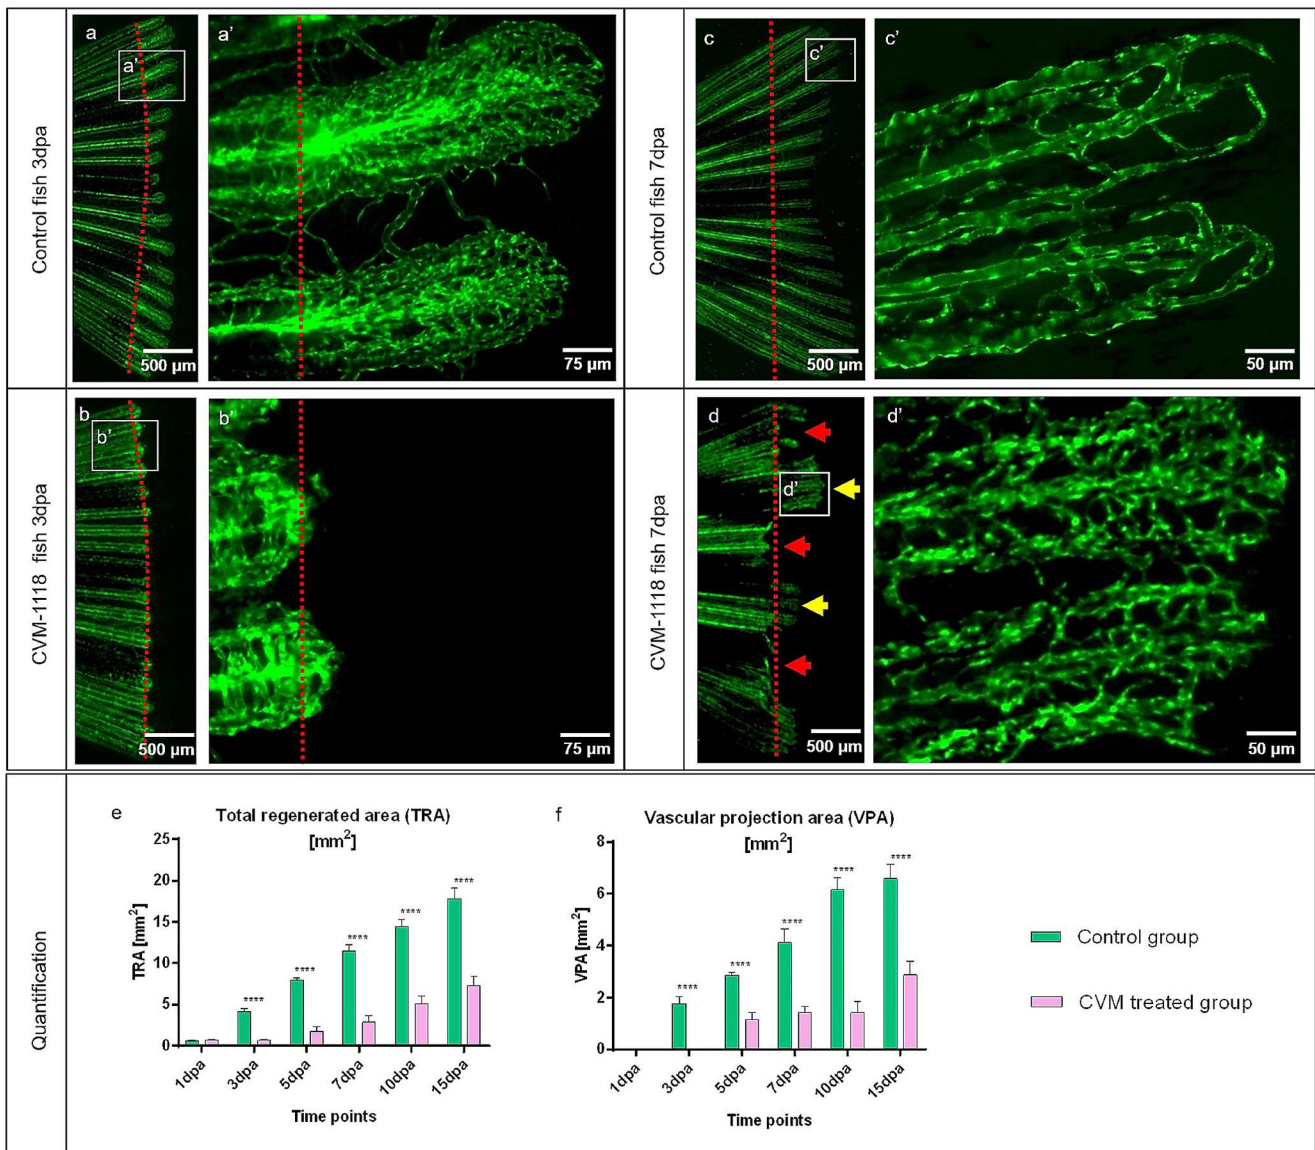 Control fish 3dpa
a
a'
500 µm
a'
75 µm
Control fish 7dpa
c
c'
500 µm
c'
50 µm
CVM-1118 fish 3dpa
b
b'
500 µm
b'
75 µm
CVM-1118 fish 7dpa
d
d'
500 µm
d'
50 µm
Quantification
e
Total regenerated area (TRA)
[mm²]
TRA [mm²]
25
20
15
10
5
0
****
****
****
****
****
1dpa
3dpa
5dpa
7dpa
10dpa
15dpa
Time points
f
Vascular projection area (VPA)
[mm²]
VPA [mm²]
8
6
4
2
0
****
****
****
****
****
1dpa
3dpa
5dpa
7dpa
10dpa
15dpa
Time points
Control group
CVM treated group